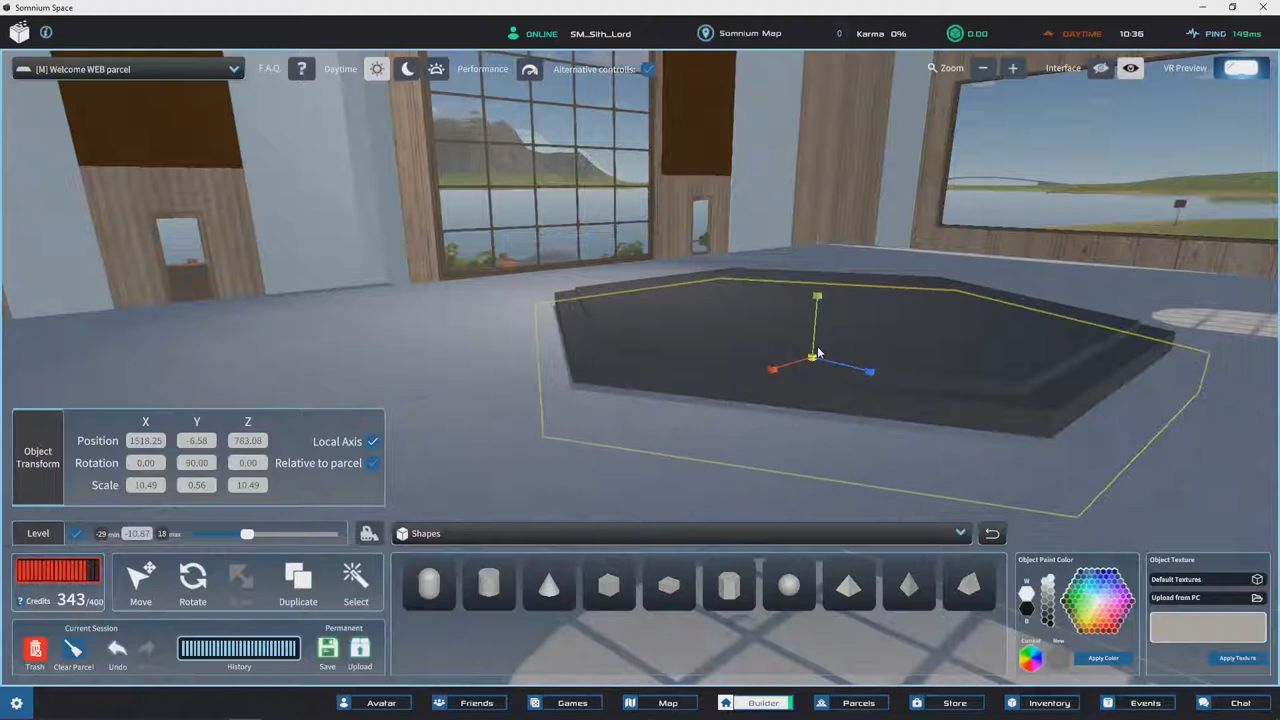 Somnium Space
ONLINE SM_Sith_Lord Somnium Map 0 Karma 0% 0.00 DAYTIME 10:36 PING 149ms
[M] Welcome WEB parcel F.A.Q. ? Daytime Performance Alternative controlls: Zoom Interface VR Preview
Object Transform
X Y Z
Position 1518.25 -6.58 783.08 Local Axis
Rotation 0.00 90.00 0.00 Relative to parcel
Scale 10.49 0.56 10.49
Level -29 min -10.87 18 max
Shapes
? Credits 343/400
Move Rotate Duplicate Select
Current Session Permanent
Trash Clear Parcel Undo History Save Upload
Object Paint Color
W
B
Current New
Apply Color
Object Texture
Default Textures
Upload from PC
Apply Texture
Avatar Friends Games Map Builder Parcels Store Inventory Events Chat